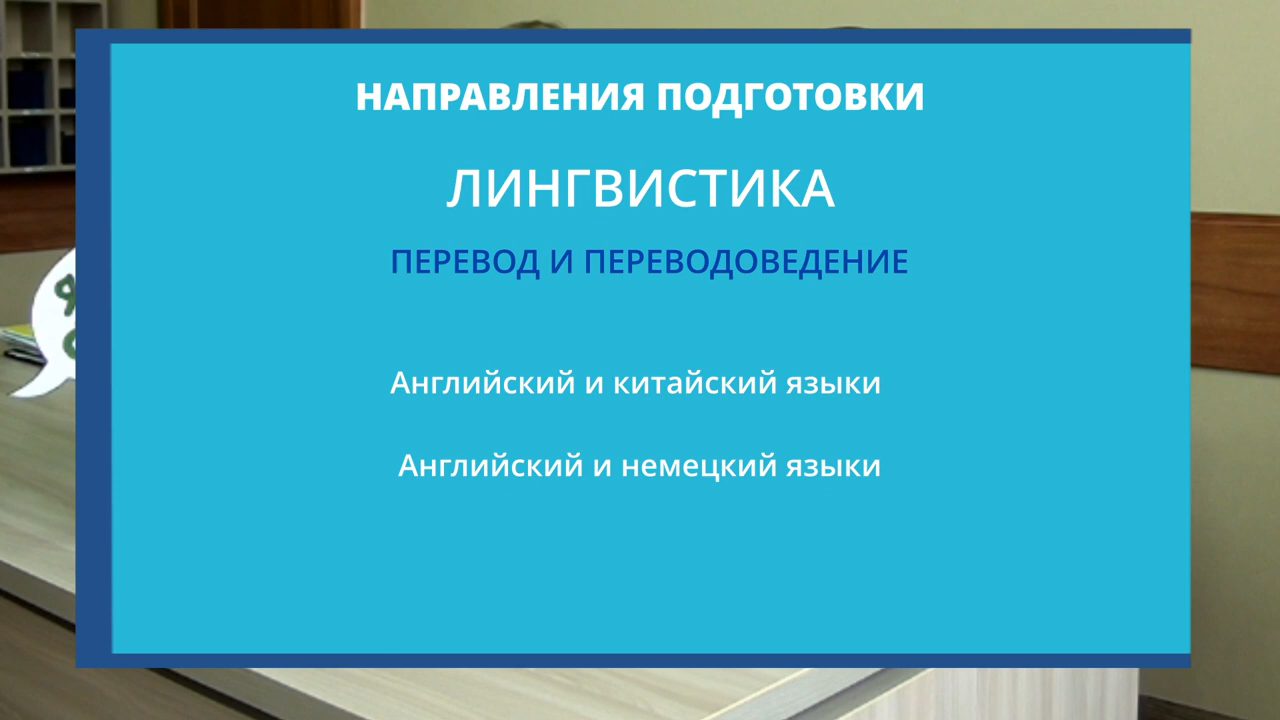 НАПРАВЛЕНИЯ ПОДГОТОВКИ
ЛИНГВИСТИКА
ПЕРЕВОД И ПЕРЕВОДОВЕДЕНИЕ
Английский и китайский языки
Английский и немецкий языки